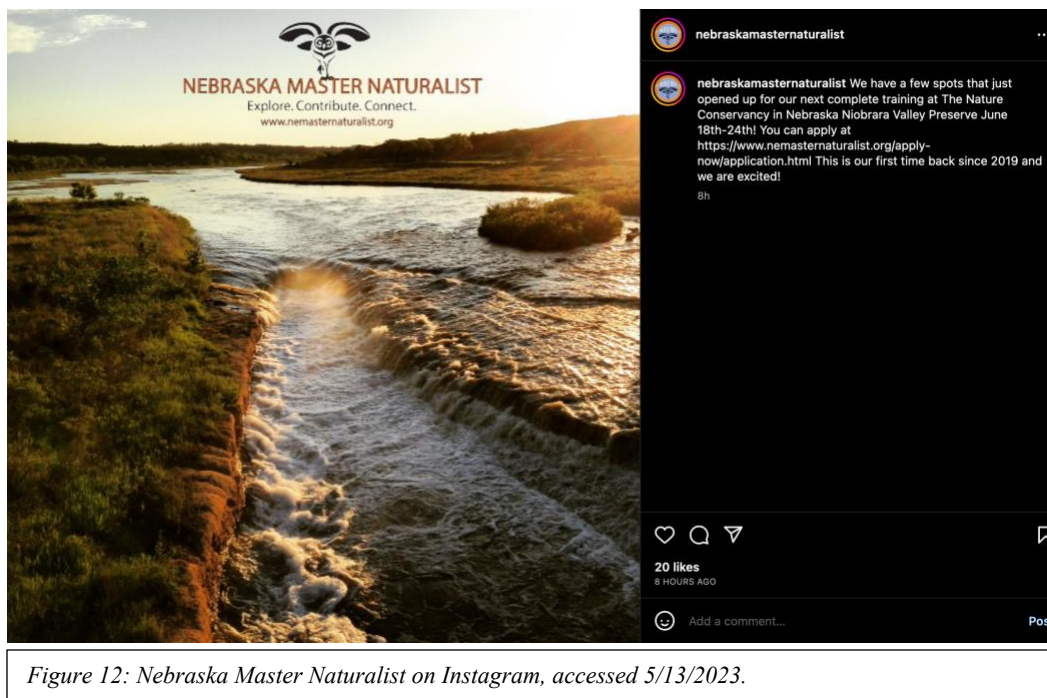 NEBRASKA MASTER NATURALIST
Explore. Contribute. Connect.
www.nemasternaturalist.org
nebraskamasternaturalist
nebraskamasternaturalist We have a few spots that just
opened up for our next complete training at The Nature
Conservancy in Nebraska Niobrara Valley Preserve June
18th-24th! You can apply at
https://www.nemasternaturalist.org/apply-
now/application.html This is our first time back since 2019 and
we are excited!
8h
20 likes
8 HOURS AGO
Add a comment...
Pos
Figure 12: Nebraska Master Naturalist on Instagram, accessed 5/13/2023.